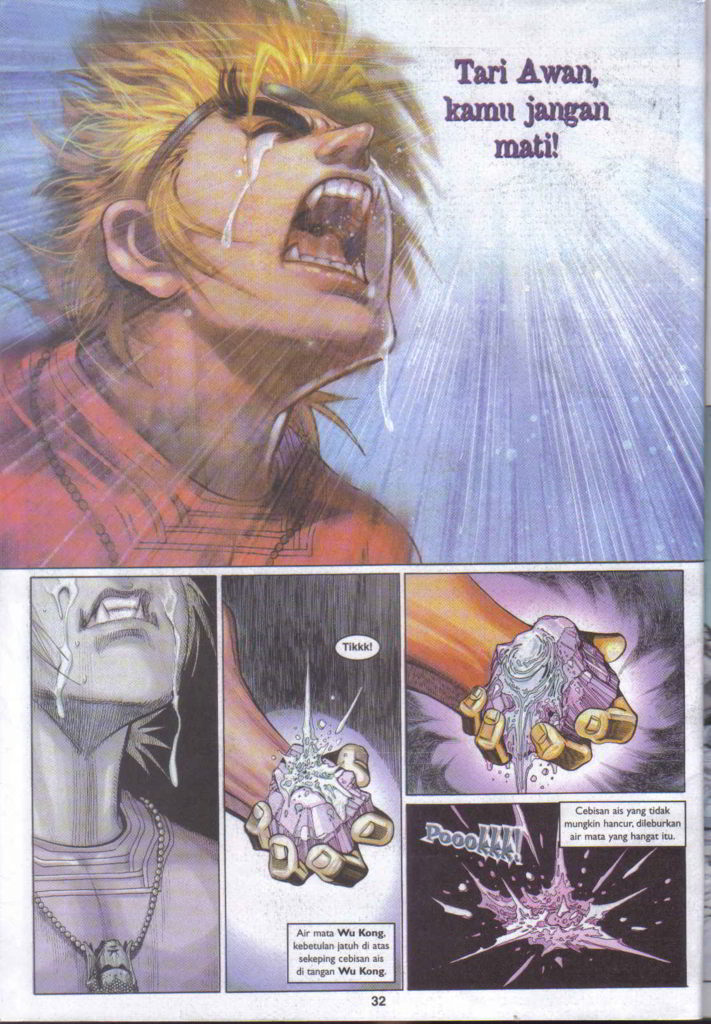 Tari Awan,
kamu jangan
mati!
Tikkk!
Air mata Wu Kong,
kebetulan jatuh di atas
sekeping cebisan ais
di tangan Wu Kong.
Cebisan ais yang tidak
mungkin hancur, dileburkan
air mata yang hangat itu.
Poookkk!
32